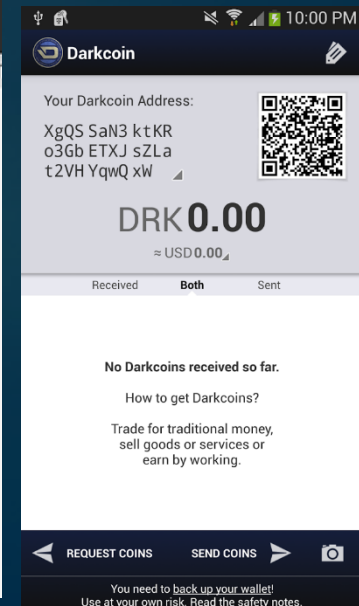 10:00 PM
Darkcoin
Your Darkcoin Address:
XgQS SaN3 ktKR
o3Gb ETXJ sZLa
t2VH YqwQ xW
DRK 0.00
≈ USD 0.00
Received Both Sent
No Darkcoins received so far.
How to get Darkcoins?
Trade for traditional money,
sell goods or services or
earn by working.
REQUEST COINS SEND COINS
You need to back up your wallet!
Use at your own risk. Read the safety notes.